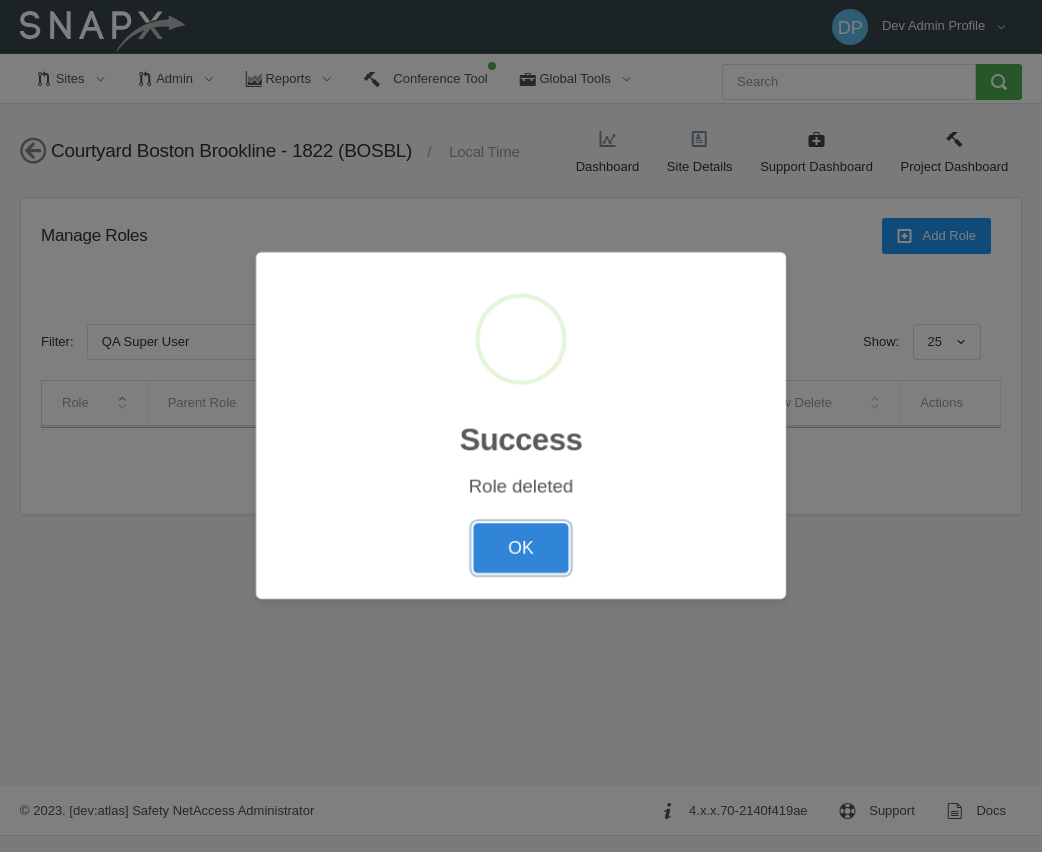 SNAPX
DP Dev Admin Profile
Sites Admin Reports Conference Tool Global Tools Search
Courtyard Boston Brookline - 1822 (BOSBL) / Local Time
Dashboard Site Details Support Dashboard Project Dashboard
Manage Roles Add Role
Filter: QA Super User Show: 25
Role Parent Role Delete Actions
Success
Role deleted
OK
© 2023. [dev:atlas] Safety NetAccess Administrator 4.x.x.70-2140f419ae Support Docs